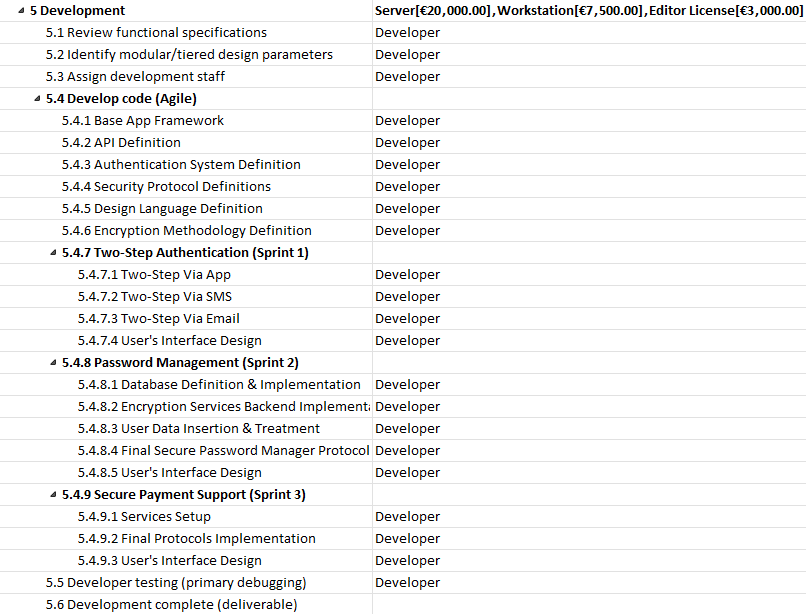 5 Development Server[€20,000.00],Workstation[€7,500.00],Editor License[€3,000.00]
5.1 Review functional specifications Developer
5.2 Identify modular/tiered design parameters Developer
5.3 Assign development staff Developer
5.4 Develop code (Agile)
5.4.1 Base App Framework Developer
5.4.2 API Definition Developer
5.4.3 Authentication System Definition Developer
5.4.4 Security Protocol Definitions Developer
5.4.5 Design Language Definition Developer
5.4.6 Encryption Methodology Definition Developer
5.4.7 Two-Step Authentication (Sprint 1)
5.4.7.1 Two-Step Via App Developer
5.4.7.2 Two-Step Via SMS Developer
5.4.7.3 Two-Step Via Email Developer
5.4.7.4 User's Interface Design Developer
5.4.8 Password Management (Sprint 2)
5.4.8.1 Database Definition & Implementation Developer
5.4.8.2 Encryption Services Backend Implementa Developer
5.4.8.3 User Data Insertion & Treatment Developer
5.4.8.4 Final Secure Password Manager Protocol Developer
5.4.8.5 User's Interface Design Developer
5.4.9 Secure Payment Support (Sprint 3)
5.4.9.1 Services Setup Developer
5.4.9.2 Final Protocols Implementation Developer
5.4.9.3 User's Interface Design Developer
5.5 Developer testing (primary debugging) Developer
5.6 Development complete (deliverable)